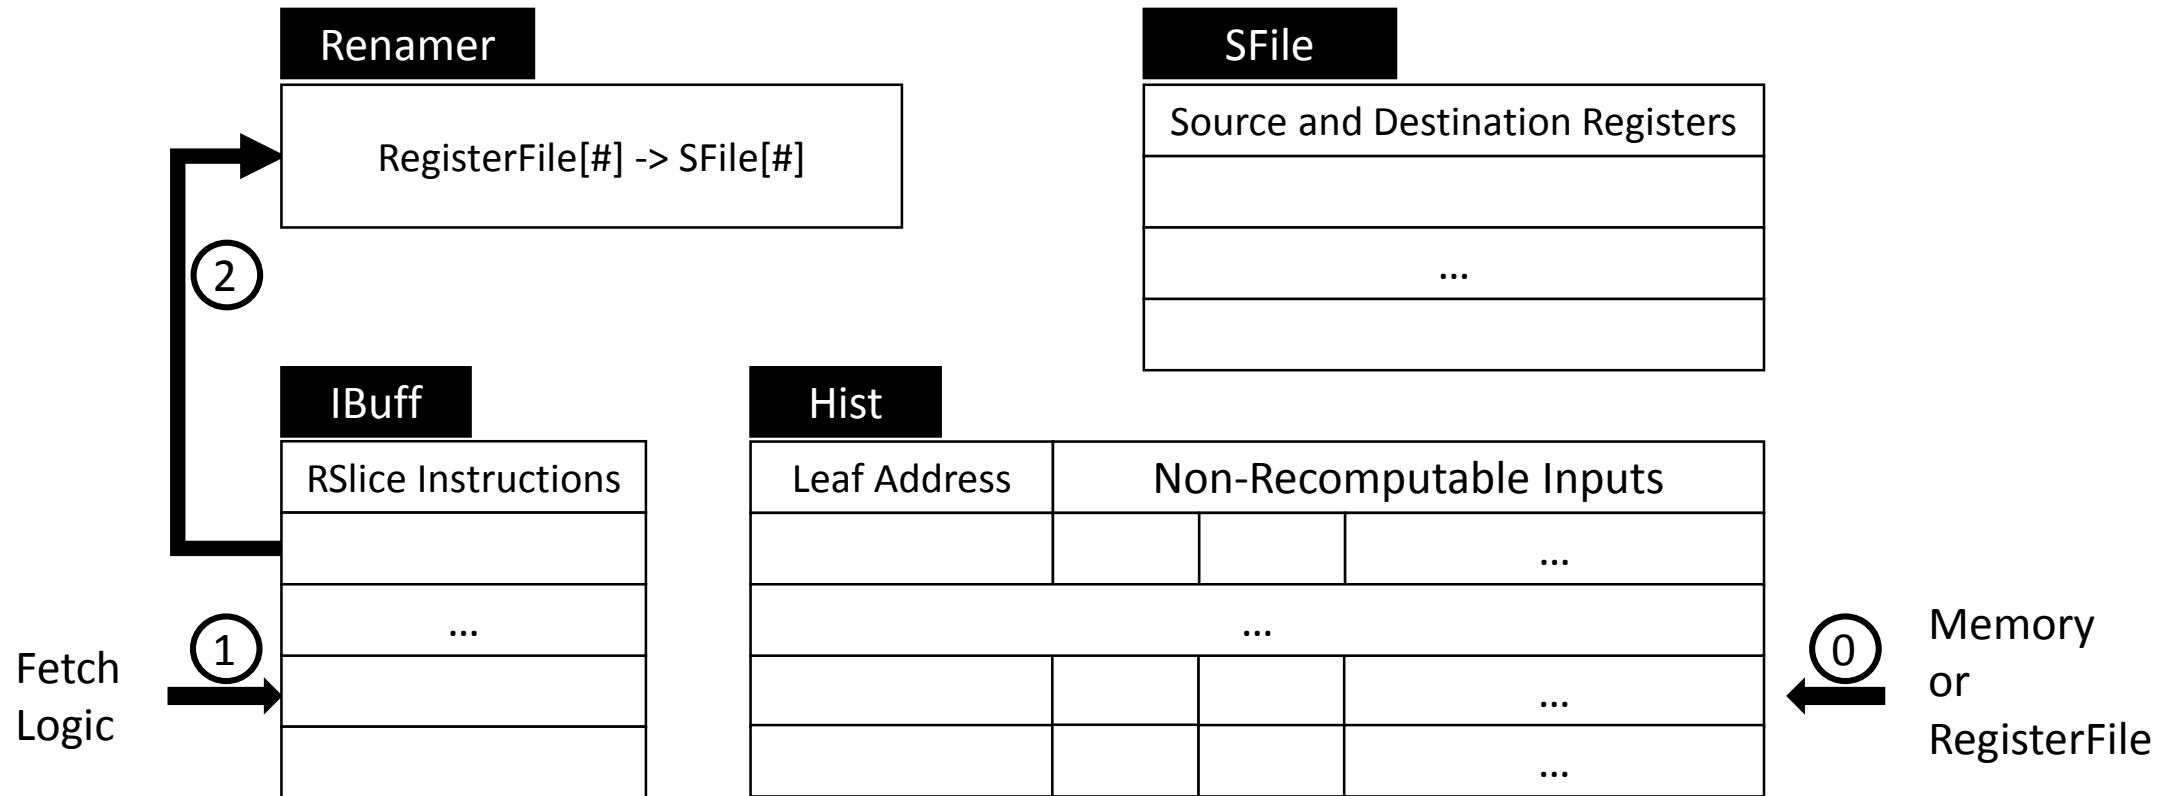 Renamer
RegisterFile[#] -> SFile[#]
SFile
Source and Destination Registers
...
2
IBuff
RSlice Instructions
...
Hist
Leaf Address
Non-Recomputable Inputs
...
...
...
...
1
Fetch
Logic
0
Memory
or
RegisterFile